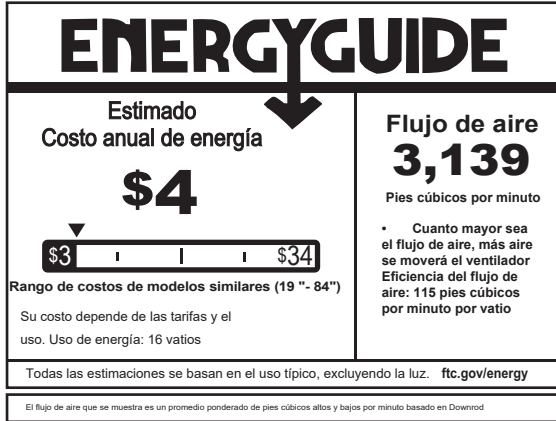 ENERGYGUIDE
Estimado
Costo anual de energía
$4
$3 $34
Rango de costos de modelos similares (19 "- 84")
Su costo depende de las tarifas y el
uso. Uso de energía: 16 vatios
Flujo de aire
3,139
Pies cúbicos por minuto
• Cuanto mayor sea
el flujo de aire, más aire
se moverá el ventilador
Eficiencia del flujo de
aire: 115 pies cúbicos
por minuto por vatio
Todas las estimaciones se basan en el uso típico, excluyendo la luz. ftc.gov/energy
El flujo de aire que se muestra es un promedio ponderado de pies cúbicos altos y bajos por minuto basado en Downrod